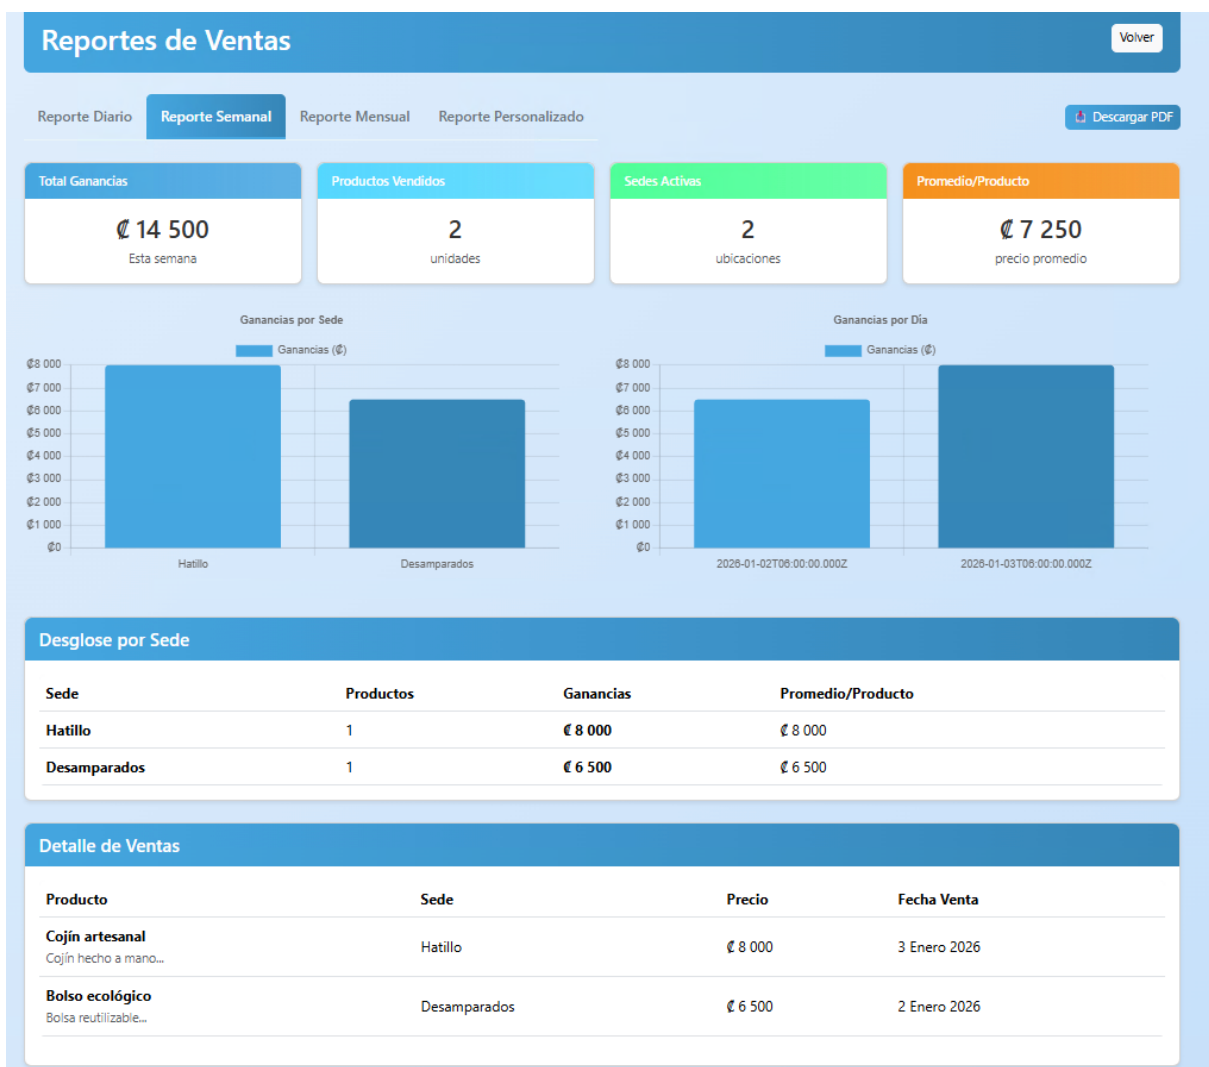 Reportes de Ventas
Volver
Reporte Diario Reporte Semanal Reporte Mensual Reporte Personalizado
Descargar PDF
Total Ganancias
₡ 14 500
Esta semana
Productos Vendidos
2
unidades
Sedes Activas
2
ubicaciones
Promedio/Producto
₡ 7 250
precio promedio
Ganancias por Sede
Ganancias (₡)
₡8 000
₡7 000
₡6 000
₡5 000
₡4 000
₡3 000
₡2 000
₡1 000
₡0
Hatillo Desamparados
Ganancias por Día
Ganancias (₡)
₡8 000
₡7 000
₡6 000
₡5 000
₡4 000
₡3 000
₡2 000
₡1 000
₡0
2026-01-02T06:00:00.000Z 2026-01-03T06:00:00.000Z
Desglose por Sede
Sede Productos Ganancias Promedio/Producto
Hatillo 1 ₡ 8 000 ₡ 8 000
Desamparados 1 ₡ 6 500 ₡ 6 500
Detalle de Ventas
Producto Sede Precio Fecha Venta
Cojín artesanal
Cojín hecho a mano...
Hatillo ₡ 8 000 3 Enero 2026
Bolso ecológico
Bolsa reutilizable...
Desamparados ₡ 6 500 2 Enero 2026